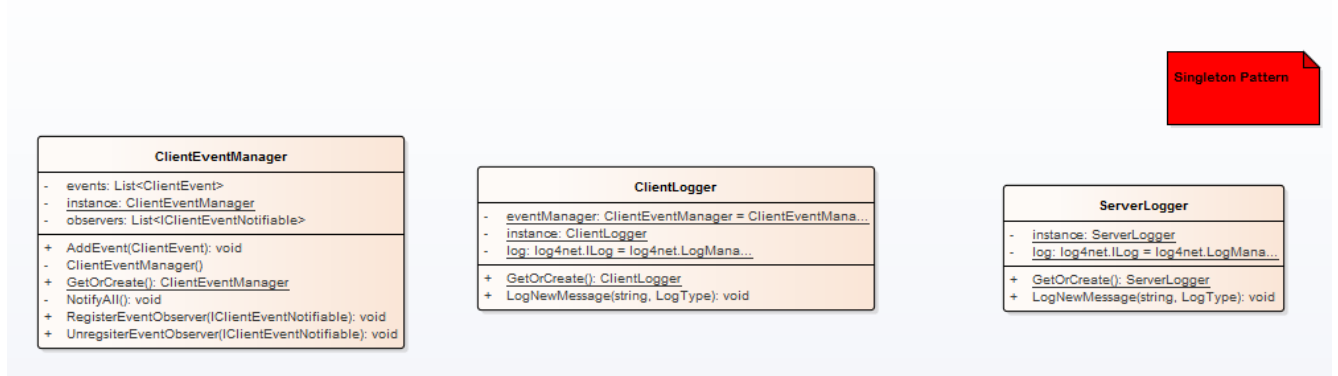 Singleton Pattern
ClientEventManager
- events: List<ClientEvent>
- instance: ClientEventManager
- observers: List<IClientEventNotifiable>
+ AddEvent(ClientEvent): void
- ClientEventManager()
+ GetOrCreate(): ClientEventManager
- NotifyAll(): void
+ RegisterEventObserver(IClientEventNotifiable): void
+ UnregsiterEventObserver(IClientEventNotifiable): void
ClientLogger
- eventManager: ClientEventManager = ClientEventMana...
- instance: ClientLogger
- log: log4net.ILog = log4net.LogMana...
+ GetOrCreate(): ClientLogger
+ LogNewMessage(string, LogType): void
ServerLogger
- instance: ServerLogger
- log: log4net.ILog = log4net.LogMana...
+ GetOrCreate(): ServerLogger
+ LogNewMessage(string, LogType): void